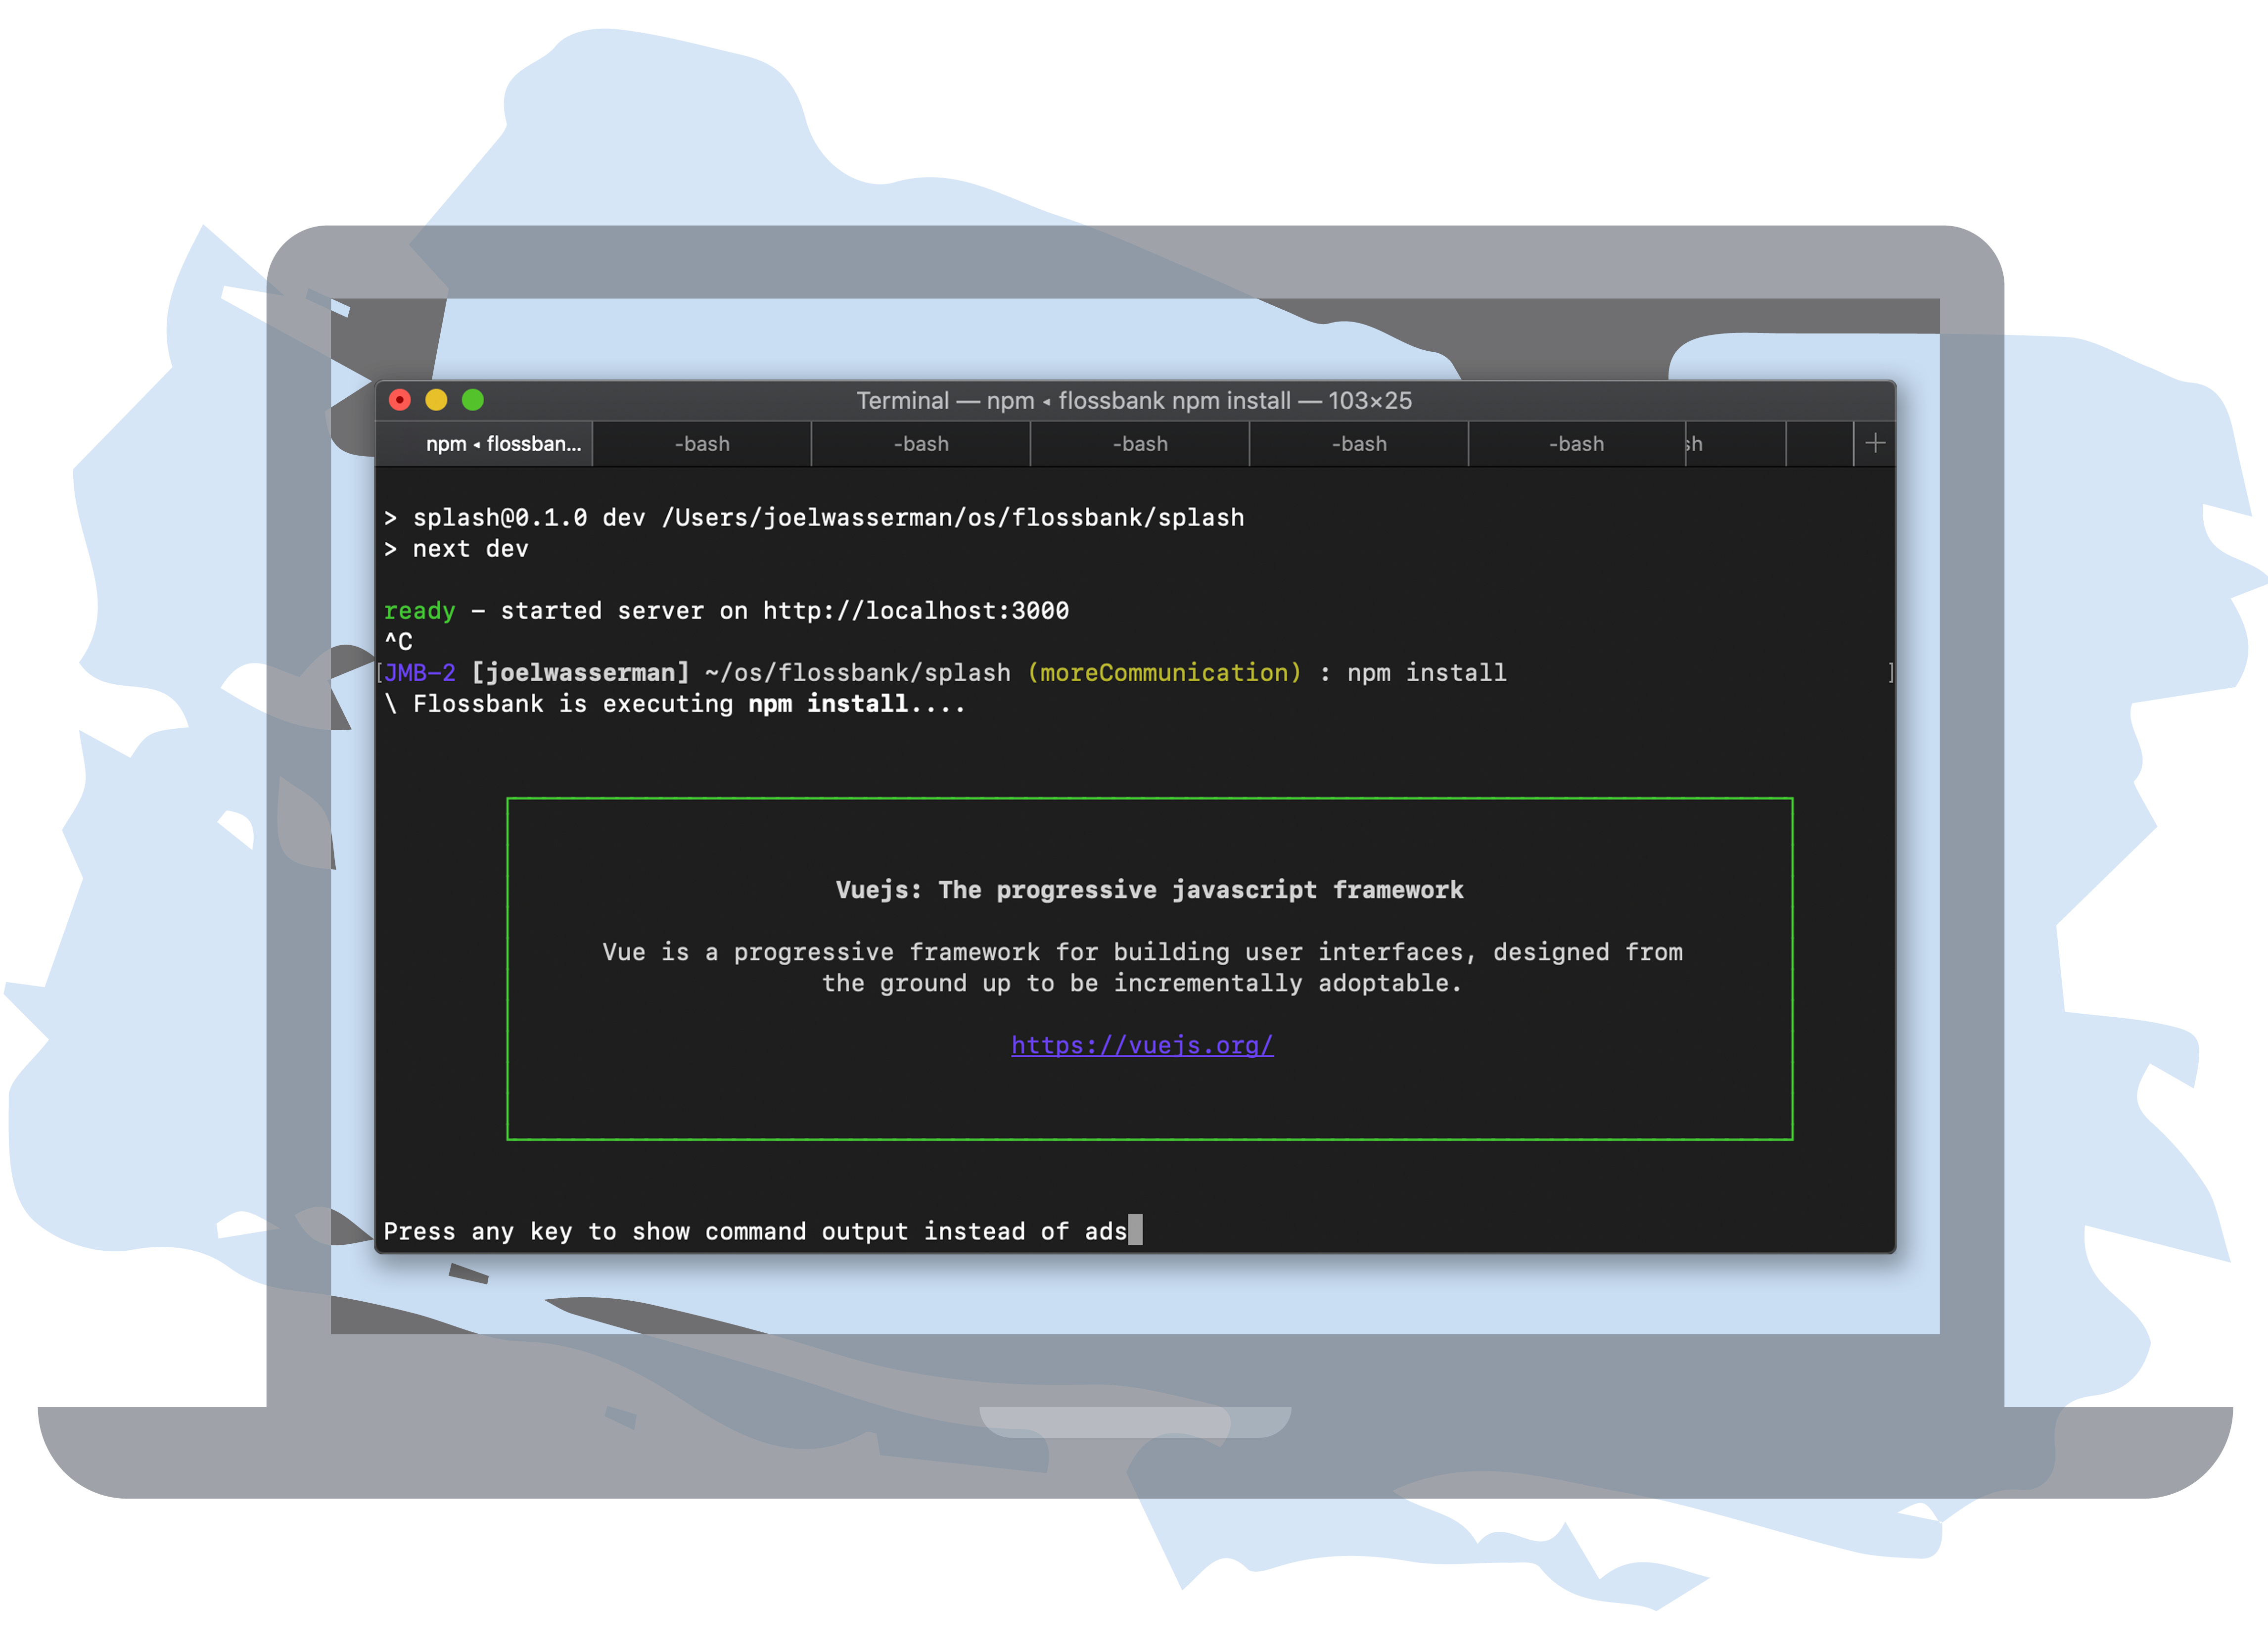 Terminal — npm ◂ flossbank npm install — 103×25
npm ◂ flossban... -bash -bash -bash -bash -bash sh +
> splash@0.1.0 dev /Users/joelwasserman/os/flossbank/splash
> next dev
ready - started server on http://localhost:3000
^C
[JMB-2 [joelwasserman] ~/os/flossbank/splash (moreCommunication) : npm install ]
\ Flossbank is executing npm install....
Vuejs: The progressive javascript framework
Vue is a progressive framework for building user interfaces, designed from
the ground up to be incrementally adoptable.
https://vuejs.org/
Press any key to show command output instead of ads